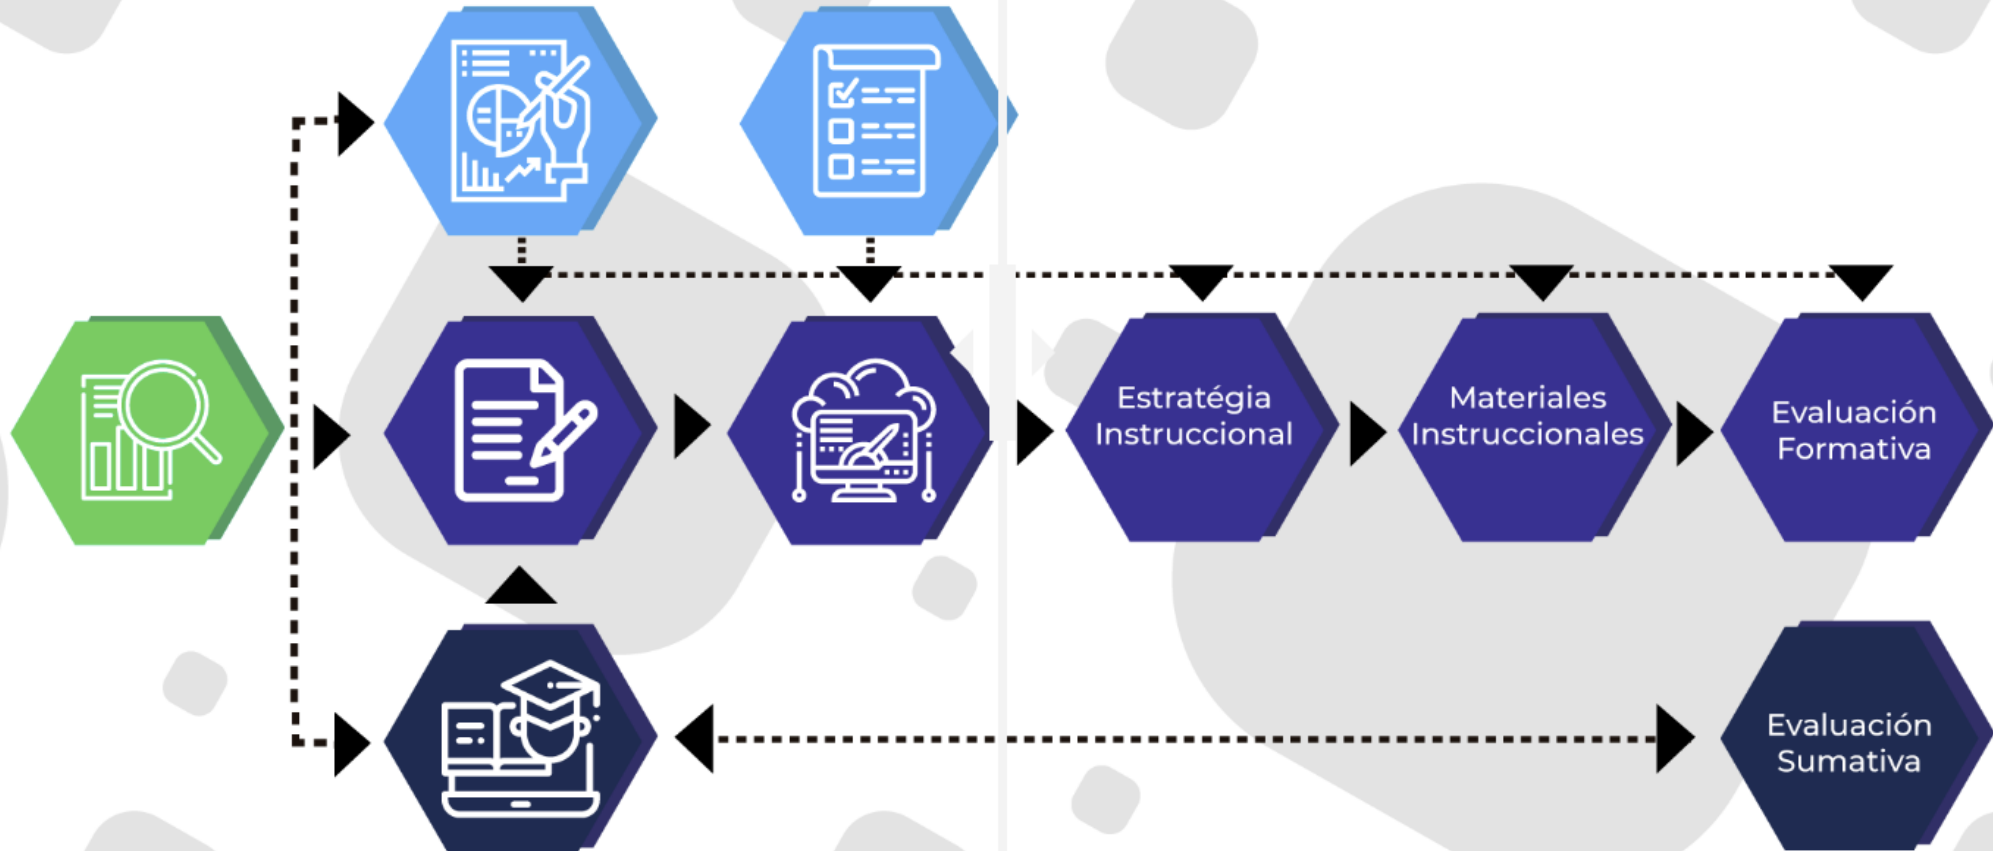 Estratégia
Instruccional
Materiales
Instruccionales
Evaluación
Formativa
Evaluación
Sumativa